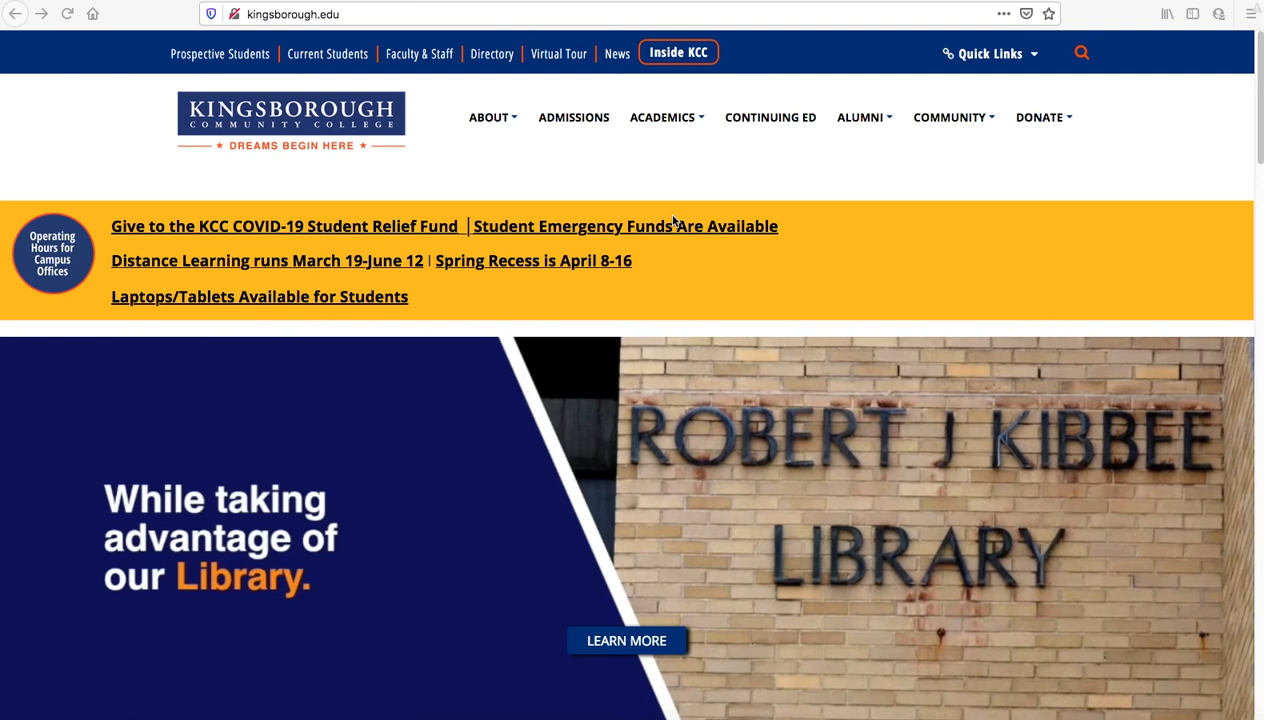 kingsborough.edu
Prospective Students | Current Students | Faculty & Staff | Directory | Virtual Tour | News Inside KCC Quick Links
KINGSBOROUGH
COMMUNITY COLLEGE
★ DREAMS BEGIN HERE ★
ABOUT ADMISSIONS ACADEMICS CONTINUING ED ALUMNI COMMUNITY DONATE
Operating
Hours for
Campus
Offices
Give to the KCC COVID-19 Student Relief Fund | Student Emergency Funds Are Available
Distance Learning runs March 19-June 12 | Spring Recess is April 8-16
Laptops/Tablets Available for Students
While taking
advantage of
our Library.
ROBERT J KIBBEE
LIBRARY
LEARN MORE